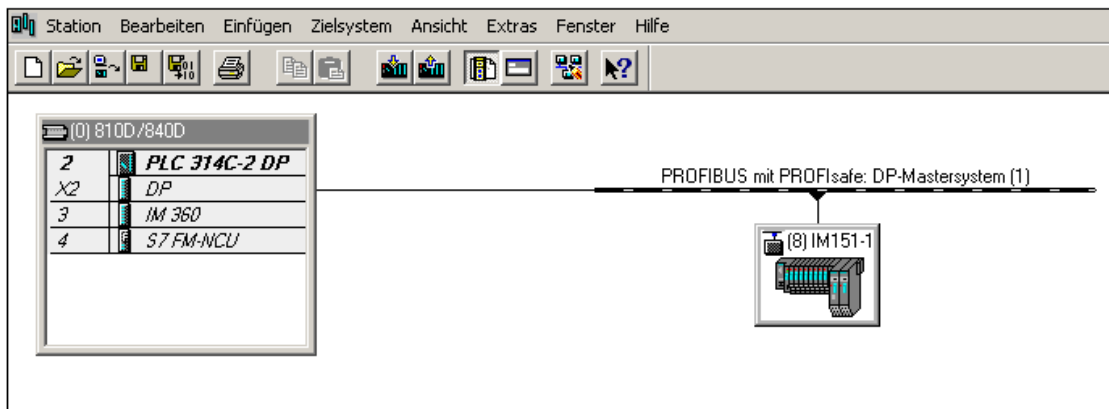 Station Bearbeiten Einfügen Zielsystem Ansicht Extras Fenster Hilfe
(0) 810D/840D
2 PLC 314C-2 DP
X2 DP
3 IM 360
4 S7 FM-NCU
PROFIBUS mit PROFIsafe: DP-Mastersystem (1)
(8) IM151-1